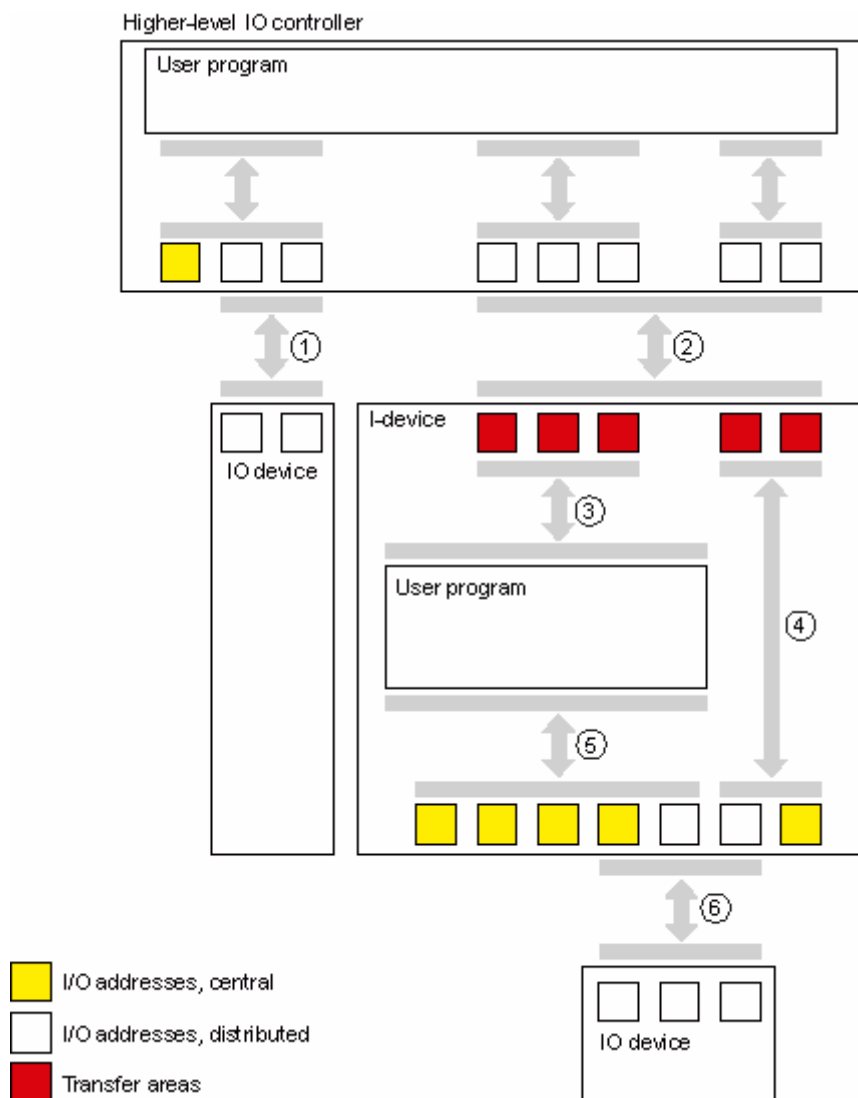 Higher-level IO controller
User program
1
2
I-device
IO device
3
User program
4
5
6
I/O addresses, central
I/O addresses, distributed
IO device
Transfer areas